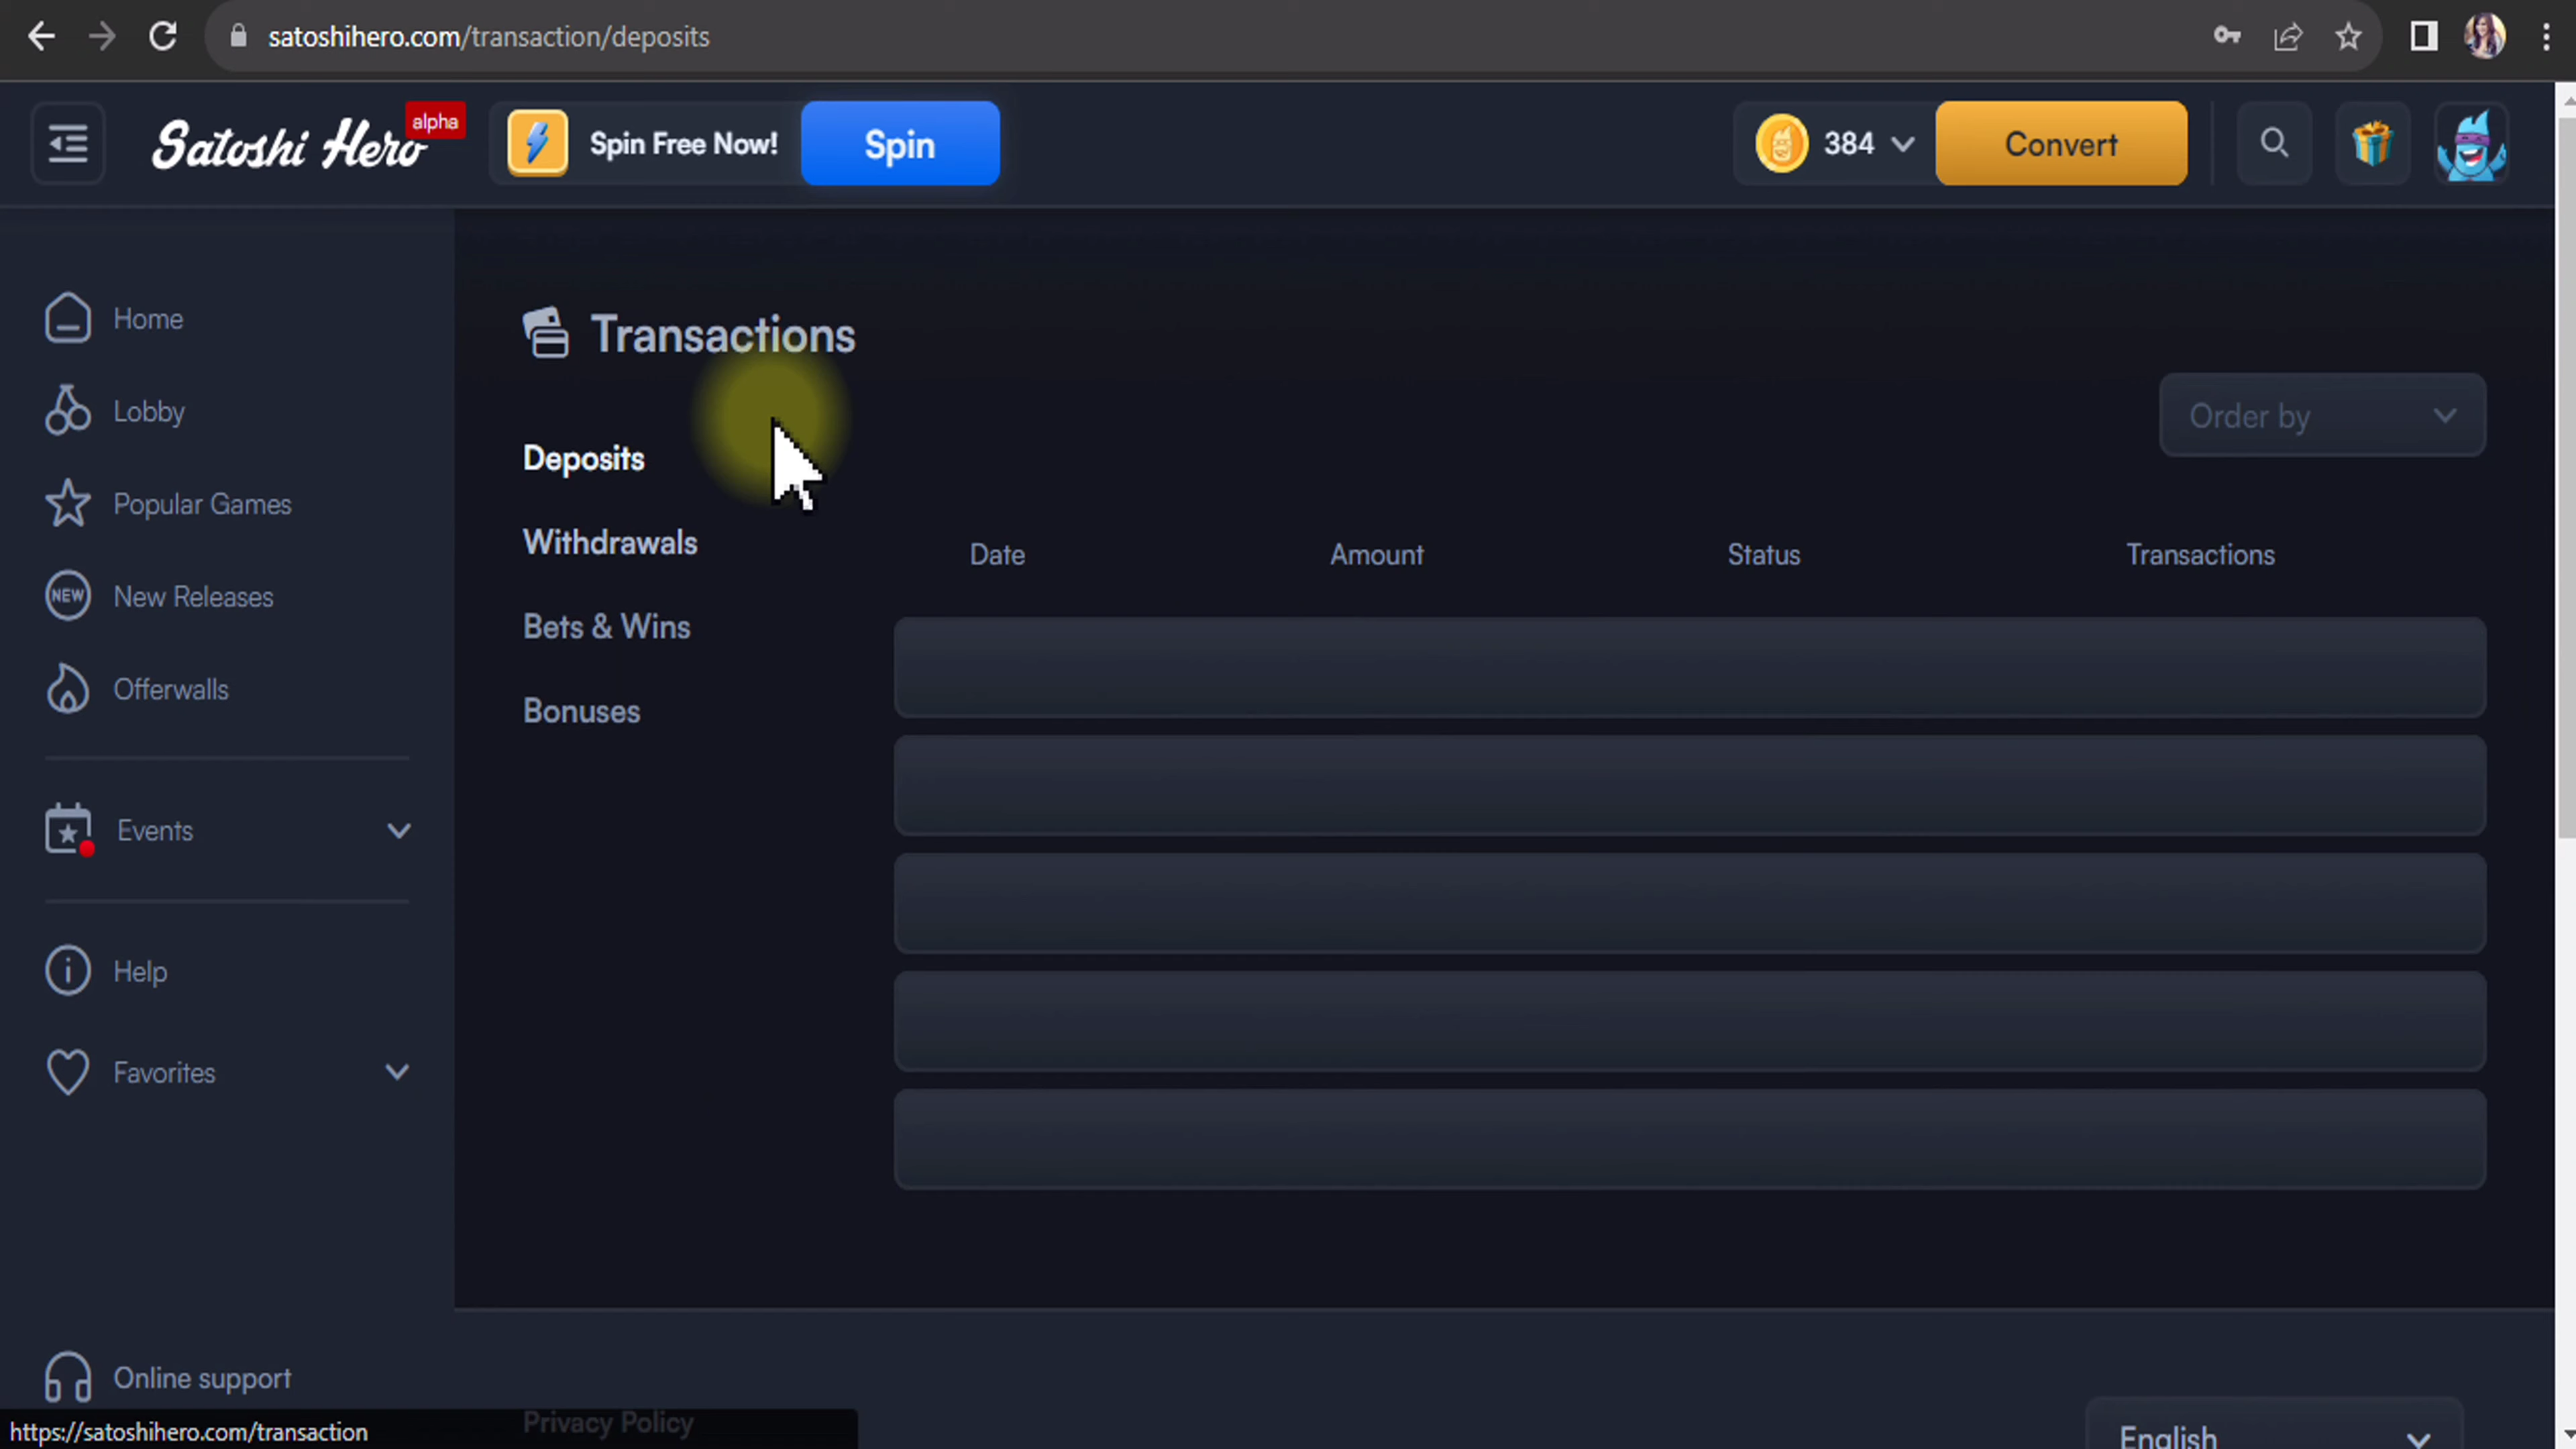 satoshihero.com/transaction/deposits
Satoshi Hero
alpha
Spin Free Now!
Spin
384
Convert
Home
Lobby
Popular Games
NEW
New Releases
Offerwalls
Events
Help
Favorites
Online support
Transactions
Deposits
Withdrawals
Bets & Wins
Bonuses
Order by
Date Amount Status Transactions
Privacy Policy
English
https://satoshihero.com/transaction